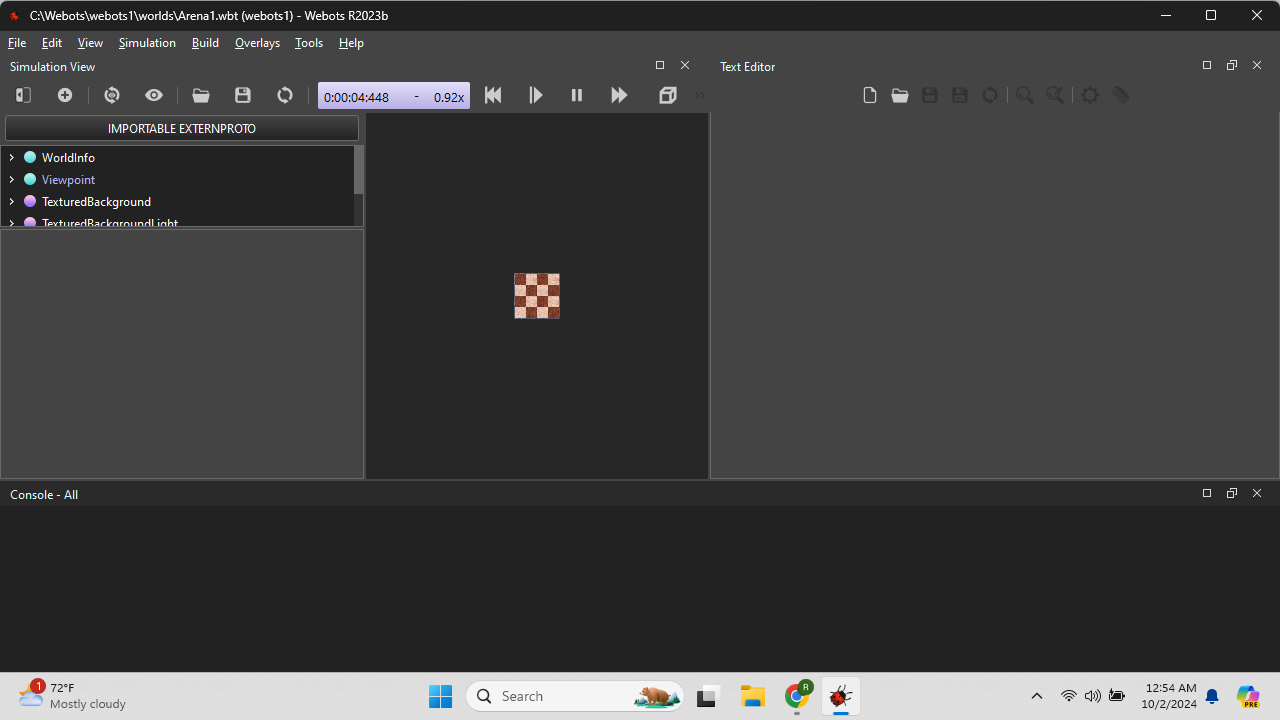 C:\Webots\webots1\worlds\Arena1.wbt (webots1) - Webots R2023b
File Edit View Simulation Build Overlays Tools Help
Simulation View
Text Editor
0:00:04:448 - 0.92x
IMPORTABLE EXTERNPROTO
WorldInfo
Viewpoint
TexturedBackground
TexturedBackgroundLight
Console - All
1
72°F
Mostly cloudy
Search
R
12:54 AM
10/2/2024
PRE